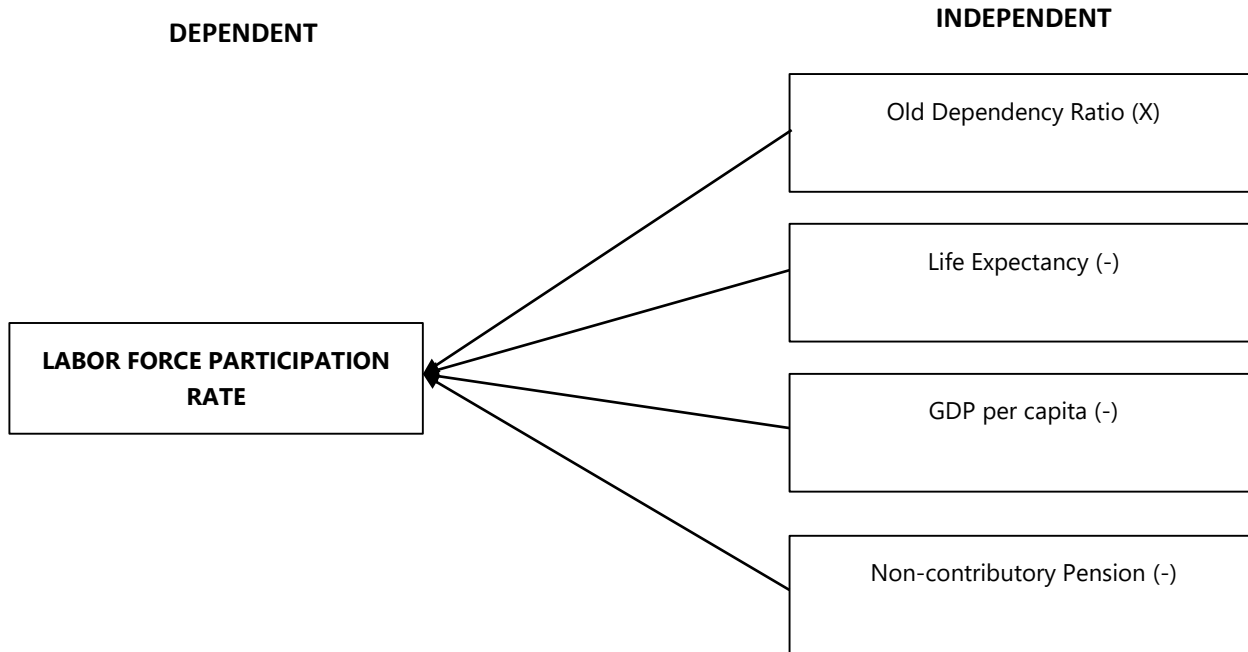 DEPENDENT
INDEPENDENT
Old Dependency Ratio (X)
Life Expectancy (-)
LABOR FORCE PARTICIPATION
RATE
GDP per capita (-)
Non-contributory Pension (-)